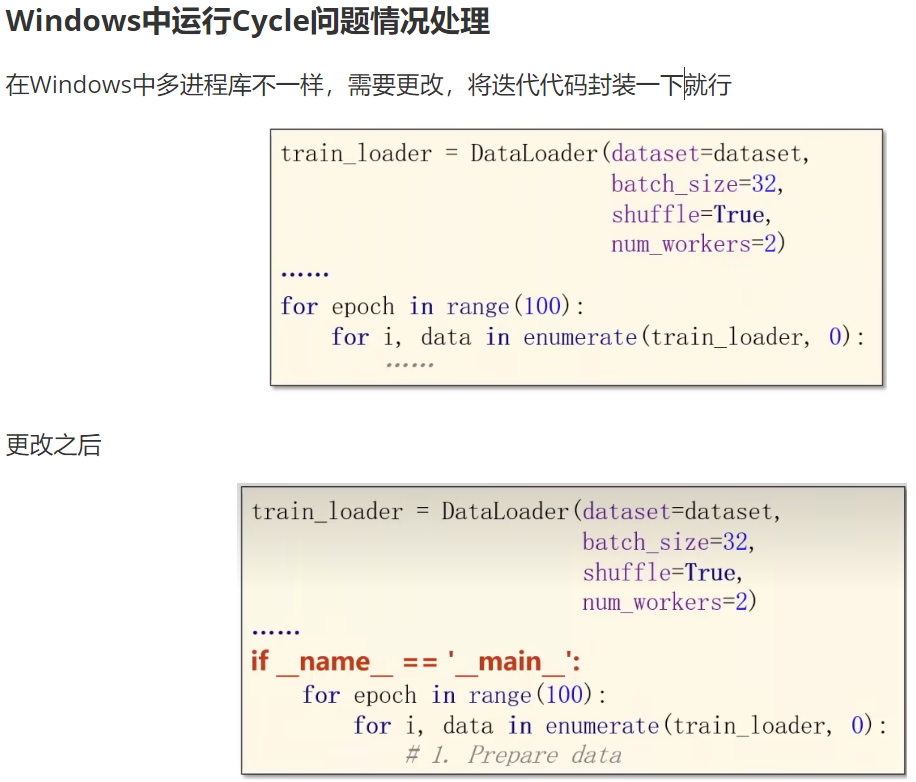 Windows中运行Cycle问题情况处理
在Windows中多进程库不一样，需要更改，将迭代代码封装一下就行
train_loader = DataLoader(dataset=dataset,
batch_size=32,
shuffle=True,
num_workers=2)
……
for epoch in range(100):
for i, data in enumerate(train_loader, 0):
……
更改之后
train_loader = DataLoader(dataset=dataset,
batch_size=32,
shuffle=True,
num_workers=2)
……
if __name__ == '__main__':
for epoch in range(100):
for i, data in enumerate(train_loader, 0):
# 1. Prepare data